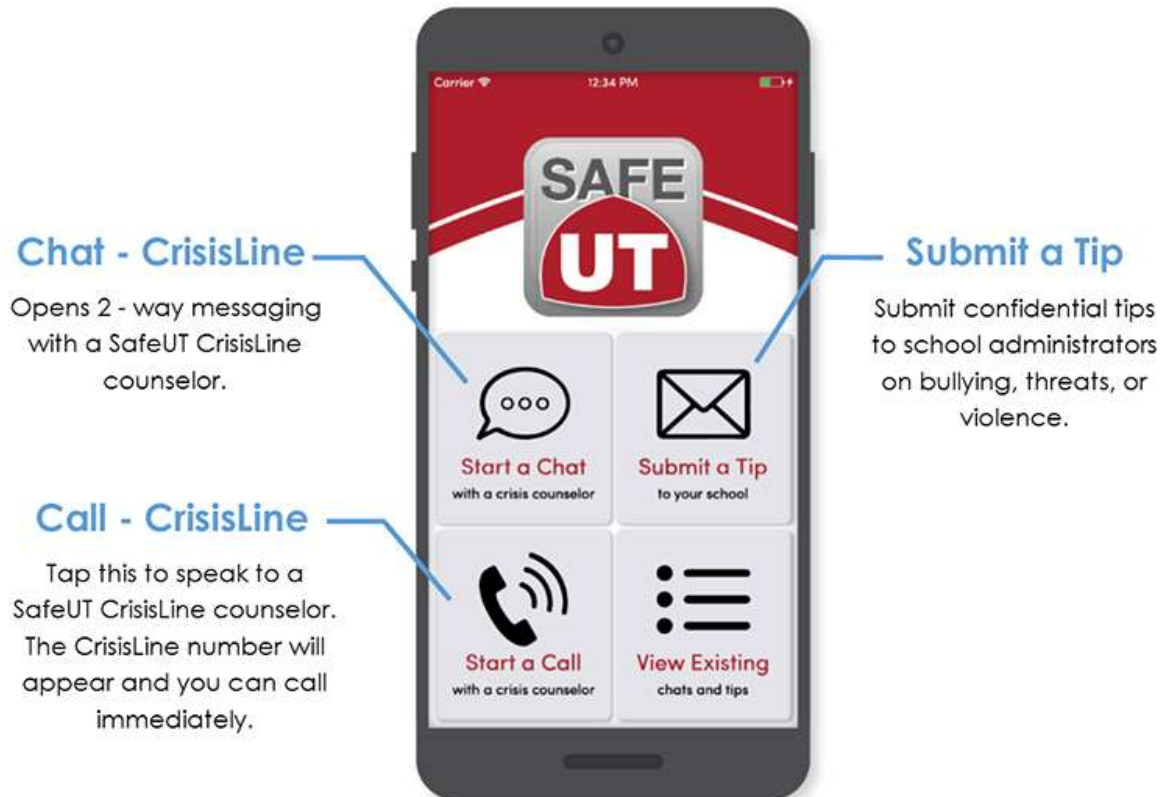 Carrier 12:34 PM
SAFE
UT
Chat - CrisisLine
Opens 2 - way messaging
with a SafeUT CrisisLine
counselor.
Submit a Tip
Submit confidential tips
to school administrators
on bullying, threats, or
violence.
Start a Chat
with a crisis counselor
Submit a Tip
to your school
Call - CrisisLine
Tap this to speak to a
SafeUT CrisisLine counselor.
The CrisisLine number will
appear and you can call
immediately.
Start a Call
with a crisis counselor
View Existing
chats and tips